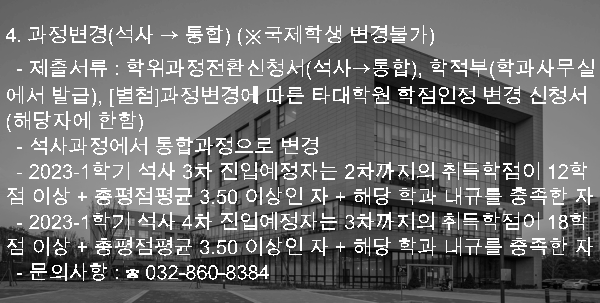 4. 과정변경(석사 → 통합) (※국제학생 변경불가)
- 제출서류 : 학위과정전환신청서(석사→통합), 학적부(학과사무실
에서 발급), [별첨]과정변경에 따른 타대학원 학점인정 변경 신청서
(해당자에 한함)
- 석사과정에서 통합과정으로 변경
- 2023-1학기 석사 3차 진입예정자는 2차까지의 취득학점이 12학
점 이상 + 총평점평균 3.50 이상인 자 + 해당 학과 내규를 충족한 자
- 2023-1학기 석사 4차 진입예정자는 3차까지의 취득학점이 18학
점 이상 + 총평점평균 3.50 이상인 자 + 해당 학과 내규를 충족한 자
- 문의사항 : ☎ 032-860-8384